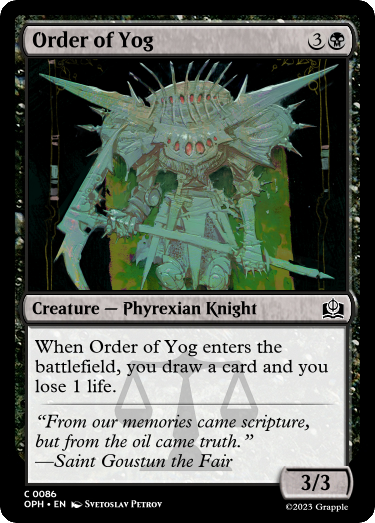 Order of Yog 3
Creature — Phyrexian Knight
When Order of Yog enters the
battlefield, you draw a card and you
lose 1 life.
“From our memories came scripture,
but from the oil came truth.”
—Saint Goustun the Fair
3/3
C 0086
OPH • EN Svetoslav Petrov
©2023 Grapple